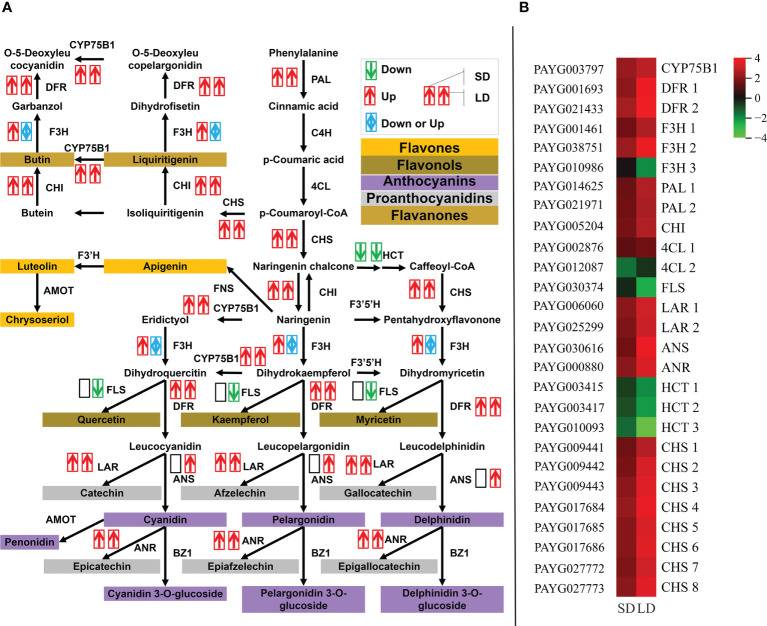 A
O-5-Deoxyleu
cocyanidin
CYP75B1
O-5-Deoxyleu
copelargonidin
Phenylalanine
DFR
DFR
PAL
Garbanzol
Dihydrofisetin
Cinnamic acid
F3H
F3H
C4H
CYP75B1
Butin
Liquiritigenin
p-Coumaric acid
CHI
CHI
4CL
Butein
Isoliquiritigenin
CHS
p-Coumaroyl-CoA
CHS
Down
Up
Down or Up
SD
LD
Flavones
Flavonols
Anthocyanins
Proanthocyanidins
Flavanones
HCT
Luteolin
F3'H
Apigenin
Naringenin chalcone
Caffeoyl-CoA
AMOT
FNS
CHI
CHS
Chrysoseriol
CYP75B1
F3'5'H
Eridictyol
Naringenin
Pentahydroxyflavonone
F3H
F3H
F3H
CYP75B1
F3'5'H
Dihydroquercitin
Dihydrokaempferol
Dihydromyricetin
FLS
FLS
FLS
DFR
DFR
DFR
Quercetin
Kaempferol
Myricetin
Leucocyanidin
Leucopelargonidin
Leucodelphinidin
LAR
ANS
LAR
ANS
LAR
ANS
Catechin
Afzelechin
Gallocatechin
AMOT
Cyanidin
Pelargonidin
Delphinidin
Penonidin
ANR
BZ1
ANR
BZ1
ANR
BZ1
Epicatechin
Epiafzelechin
Epigallocatechin
Cyanidin 3-O-glucoside
Pelargonidin 3-O-
glucoside
Delphinidin 3-O-
glucoside
B
PAYG003797 CYP75B1
PAYG001693 DFR 1
PAYG021433 DFR 2
PAYG001461 F3H 1
PAYG038751 F3H 2
PAYG010986 F3H 3
PAYG014625 PAL 1
PAYG021971 PAL 2
PAYG005204 CHI
PAYG002876 4CL 1
PAYG012087 4CL 2
PAYG030374 FLS
PAYG006060 LAR 1
PAYG025299 LAR 2
PAYG030616 ANS
PAYG000880 ANR
PAYG003415 HCT 1
PAYG003417 HCT 2
PAYG010093 HCT 3
PAYG009441 CHS 1
PAYG009442 CHS 2
PAYG009443 CHS 3
PAYG017684 CHS 4
PAYG017685 CHS 5
PAYG017686 CHS 6
PAYG027772 CHS 7
PAYG027773 CHS 8
SD LD
4
2
0
−2
−4